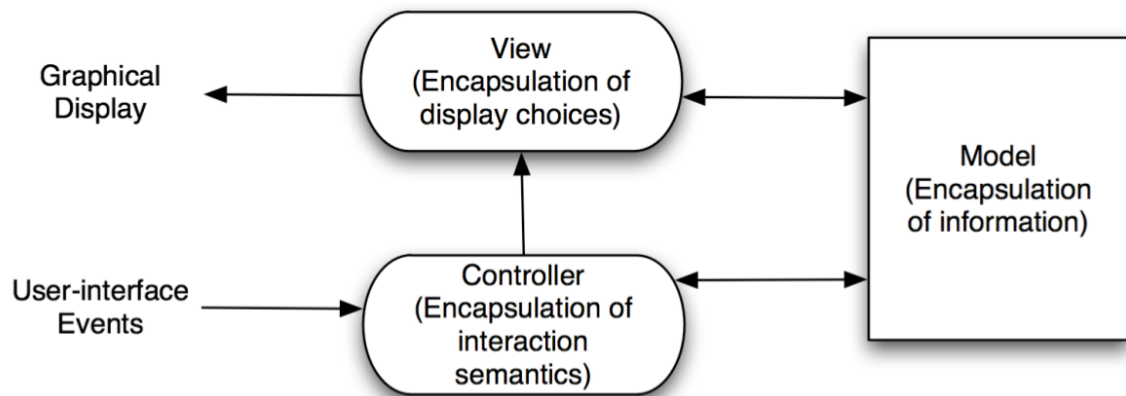 Graphical
Display
View
(Encapsulation of
display choices)
Model
(Encapsulation
of information)
User-interface
Events
Controller
(Encapsulation of
interaction
semantics)